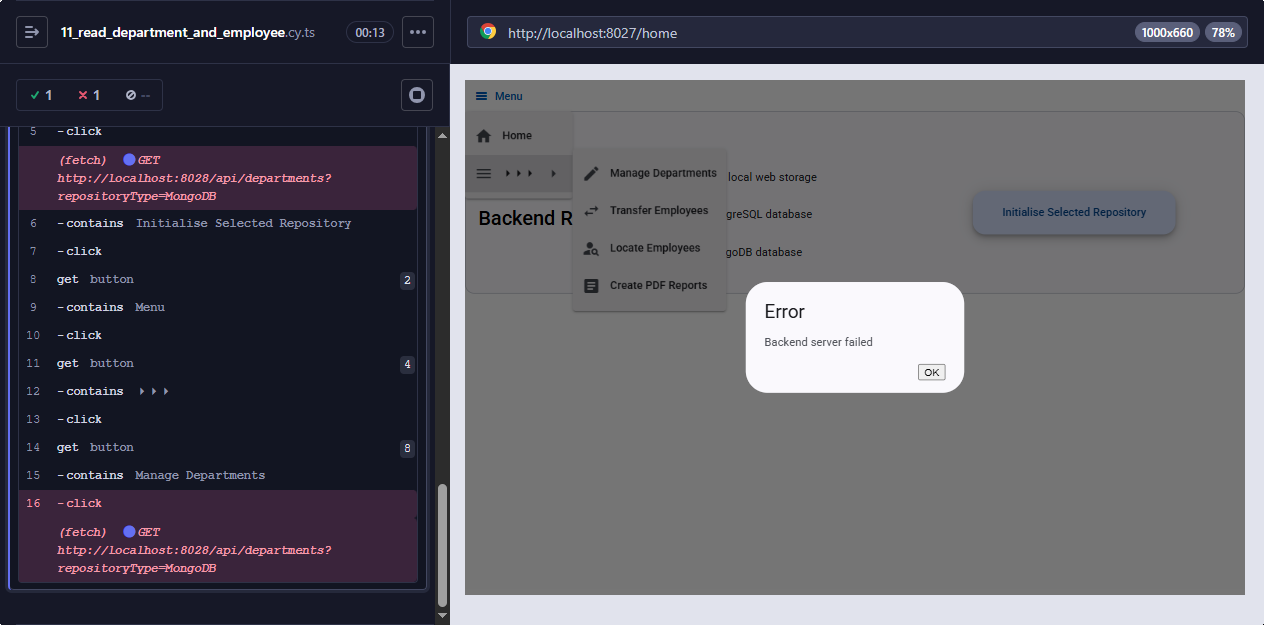 11_read_department_and_employee.cy.ts
00:13
1
1
--
5 -click
(fetch) GET
http://localhost:8028/api/departments?
repositoryType=MongoDB
6 -contains Initialise Selected Repository
7 -click
8 get button 2
9 -contains Menu
10 -click
11 get button 4
12 -contains
13 -click
14 get button 8
15 -contains Manage Departments
16 -click
(fetch) GET
http://localhost:8028/api/departments?
repositoryType=MongoDB
http://localhost:8027/home
1000x660
78%
Menu
Home
Manage Departments
Transfer Employees
Locate Employees
Create PDF Reports
Backend R
local web storage
greSQL database
goDB database
Initialise Selected Repository
Error
Backend server failed
OK